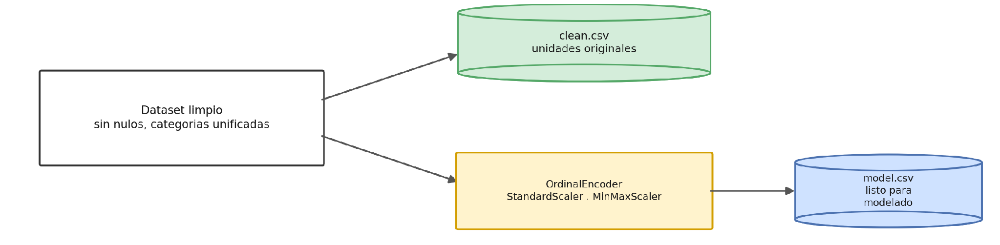 clean.csv
unidades originales
Dataset limpio
sin nulos, categorias unificadas
OrdinalEncoder
StandardScaler . MinMaxScaler
model.csv
listo para
modelado